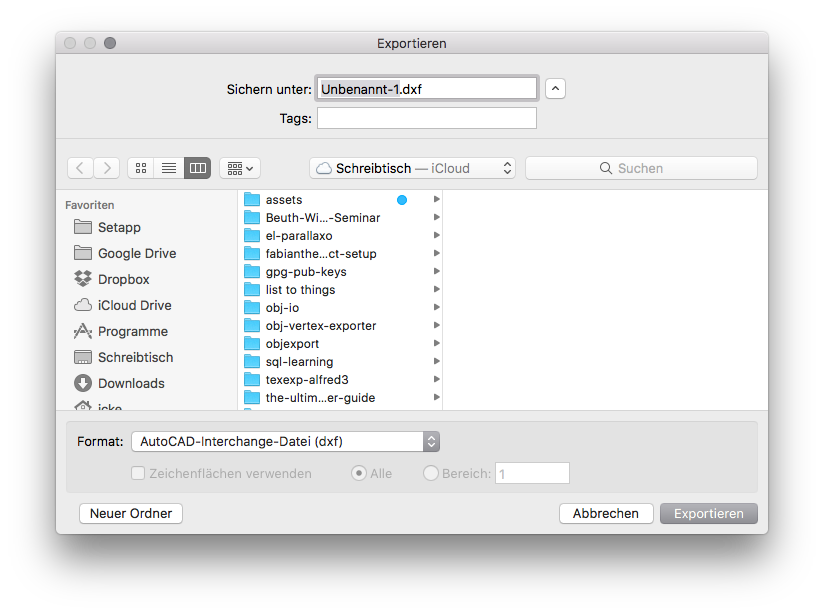 Exportieren
Sichern unter: Unbenannt-1.dxf
Tags:
Schreibtisch — iCloud
Suchen
Favoriten
Setapp
Google Drive
Dropbox
iCloud Drive
Programme
Schreibtisch
Downloads
icke
assets
Beuth-Wi...-Seminar
el-parallaxo
fabianthe...ct-setup
gpg-pub-keys
list to things
obj-io
obj-vertex-exporter
objexport
sql-learning
texexp-alfred3
the-ultim...er-guide
Format: AutoCAD-Interchange-Datei (dxf)
Zeichenflächen verwenden Alle Bereich: 1
Neuer Ordner Abbrechen Exportieren